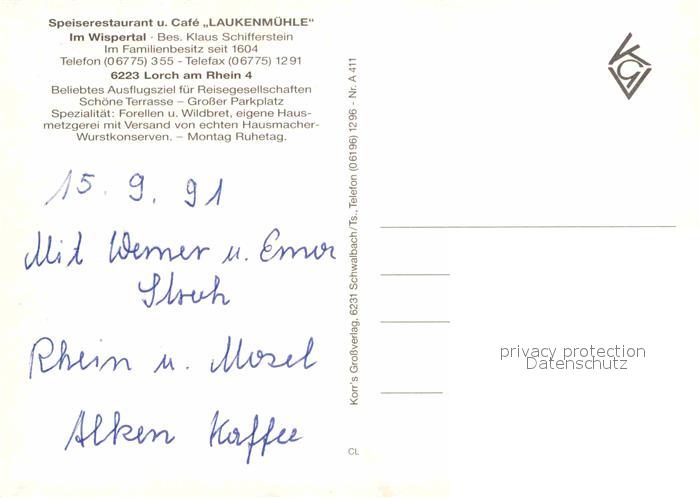 Speiserestaurant u. Café „LAUKENMÜHLE“
Im Wispertal · Bes. Klaus Schifferstein
Im Familienbesitz seit 1604
Telefon (06775) 355 - Telefax (06775) 1291
6223 Lorch am Rhein 4
Beliebtes Ausflugsziel für Reisegesellschaften
Schöne Terrasse – Großer Parkplatz
Spezialität: Forellen u. Wildbret, eigene Haus-
metzgerei mit Versand von echten Hausmacher-
Wurstkonserven. – Montag Ruhetag.
15. 9. 91
Mit Werner u. Erna
Rhein u. Mosel
Alken Kaffee
Korr's Großverlag, 6231 Schwalbach/Ts., Telefon (06196) 1296 - Nr. A 411
CL
privacy protection
Datenschutz